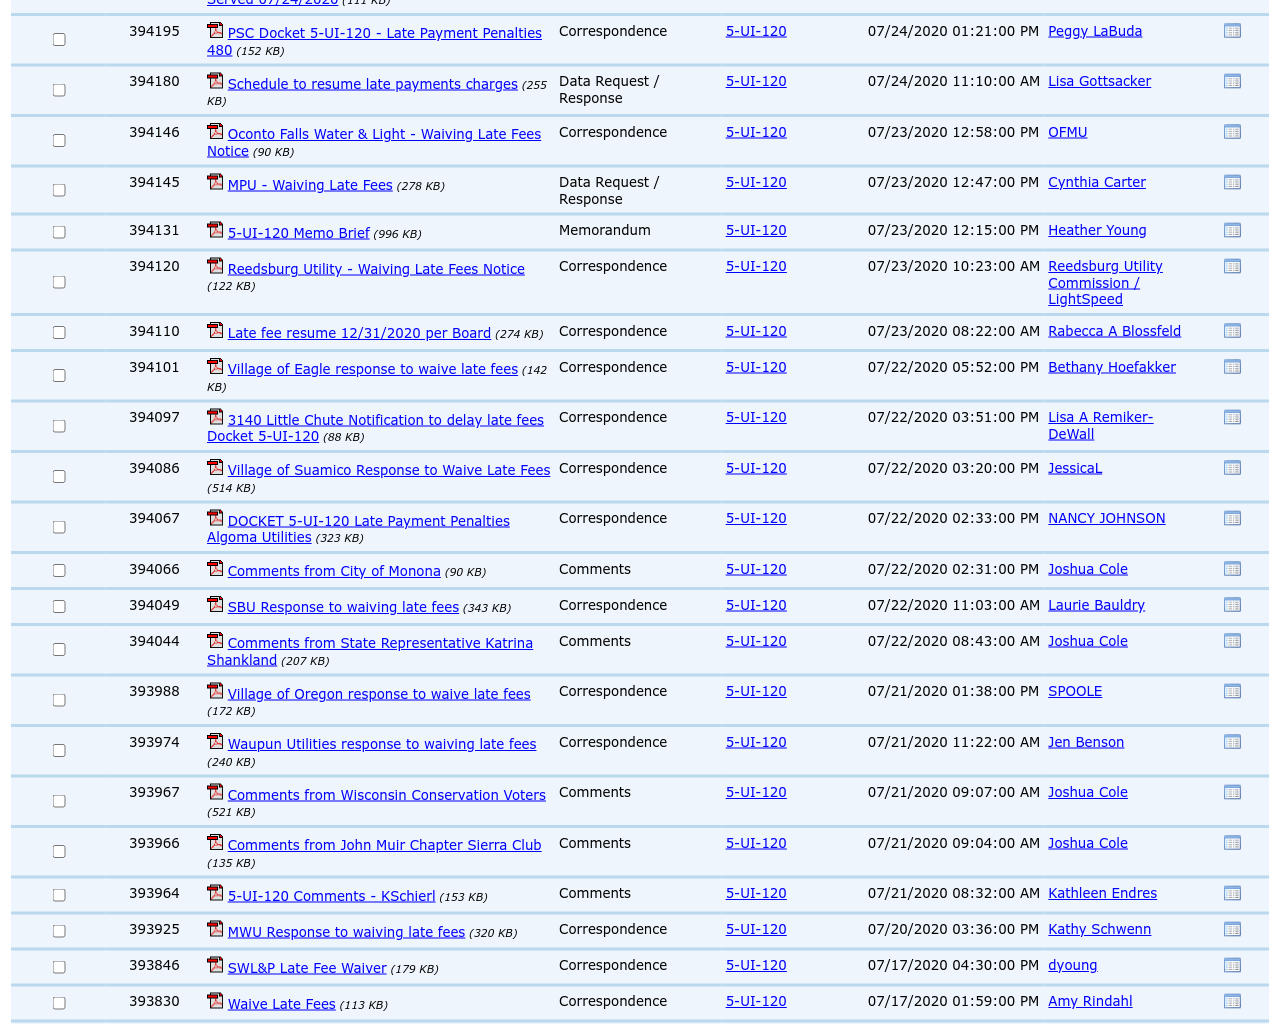 Served 07/24/2020 (111 KB)
394195 PSC Docket 5-UI-120 - Late Payment Penalties Correspondence 5-UI-120 07/24/2020 01:21:00 PM Peggy LaBuda
480 (152 KB)
394180 Schedule to resume late payments charges (255 Data Request / 5-UI-120 07/24/2020 11:10:00 AM Lisa Gottsacker
KB) Response
394146 Oconto Falls Water & Light - Waiving Late Fees Correspondence 5-UI-120 07/23/2020 12:58:00 PM OFMU
Notice (90 KB)
394145 MPU - Waiving Late Fees (278 KB) Data Request / 5-UI-120 07/23/2020 12:47:00 PM Cynthia Carter
Response
394131 5-UI-120 Memo Brief (996 KB) Memorandum 5-UI-120 07/23/2020 12:15:00 PM Heather Young
394120 Reedsburg Utility - Waiving Late Fees Notice Correspondence 5-UI-120 07/23/2020 10:23:00 AM Reedsburg Utility
(122 KB) Commission /
LightSpeed
394110 Late fee resume 12/31/2020 per Board (274 KB) Correspondence 5-UI-120 07/23/2020 08:22:00 AM Rabecca A Blossfeld
394101 Village of Eagle response to waive late fees (142 Correspondence 5-UI-120 07/22/2020 05:52:00 PM Bethany Hoefakker
KB)
394097 3140 Little Chute Notification to delay late fees Correspondence 5-UI-120 07/22/2020 03:51:00 PM Lisa A Remiker-
Docket 5-UI-120 (88 KB) DeWall
394086 Village of Suamico Response to Waive Late Fees Correspondence 5-UI-120 07/22/2020 03:20:00 PM JessicaL
(514 KB)
394067 DOCKET 5-UI-120 Late Payment Penalties Correspondence 5-UI-120 07/22/2020 02:33:00 PM NANCY JOHNSON
Algoma Utilities (323 KB)
394066 Comments from City of Monona (90 KB) Comments 5-UI-120 07/22/2020 02:31:00 PM Joshua Cole
394049 SBU Response to waiving late fees (343 KB) Correspondence 5-UI-120 07/22/2020 11:03:00 AM Laurie Bauldry
394044 Comments from State Representative Katrina Comments 5-UI-120 07/22/2020 08:43:00 AM Joshua Cole
Shankland (207 KB)
393988 Village of Oregon response to waive late fees Correspondence 5-UI-120 07/21/2020 01:38:00 PM SPOOLE
(172 KB)
393974 Waupun Utilities response to waiving late fees Correspondence 5-UI-120 07/21/2020 11:22:00 AM Jen Benson
(240 KB)
393967 Comments from Wisconsin Conservation Voters Comments 5-UI-120 07/21/2020 09:07:00 AM Joshua Cole
(521 KB)
393966 Comments from John Muir Chapter Sierra Club Comments 5-UI-120 07/21/2020 09:04:00 AM Joshua Cole
(135 KB)
393964 5-UI-120 Comments - KSchierl (153 KB) Comments 5-UI-120 07/21/2020 08:32:00 AM Kathleen Endres
393925 MWU Response to waiving late fees (320 KB) Correspondence 5-UI-120 07/20/2020 03:36:00 PM Kathy Schwenn
393846 SWL&P Late Fee Waiver (179 KB) Correspondence 5-UI-120 07/17/2020 04:30:00 PM dyoung
393830 Waive Late Fees (113 KB) Correspondence 5-UI-120 07/17/2020 01:59:00 PM Amy Rindahl